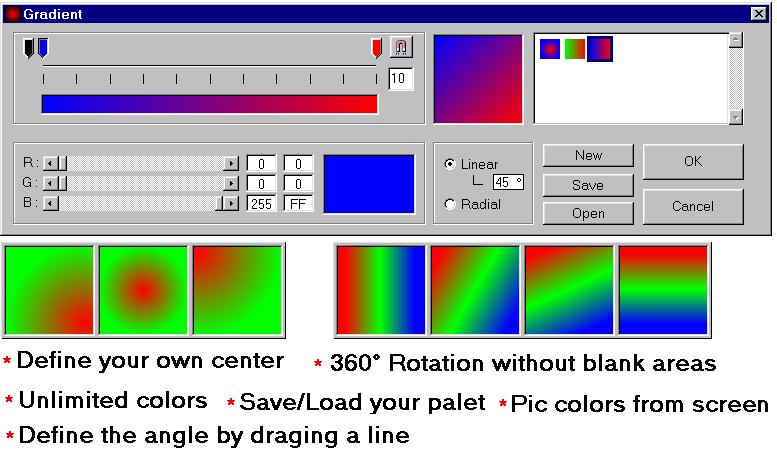 Gradient
10
R: 0 0
G: 0 0
B: 255 FF
Linear
45 °
Radial
New
Save
Open
OK
Cancel
* Define your own center * 360° Rotation without blank areas
* Unlimited colors * Save/Load your palet * Pic colors from screen
* Define the angle by draging a line